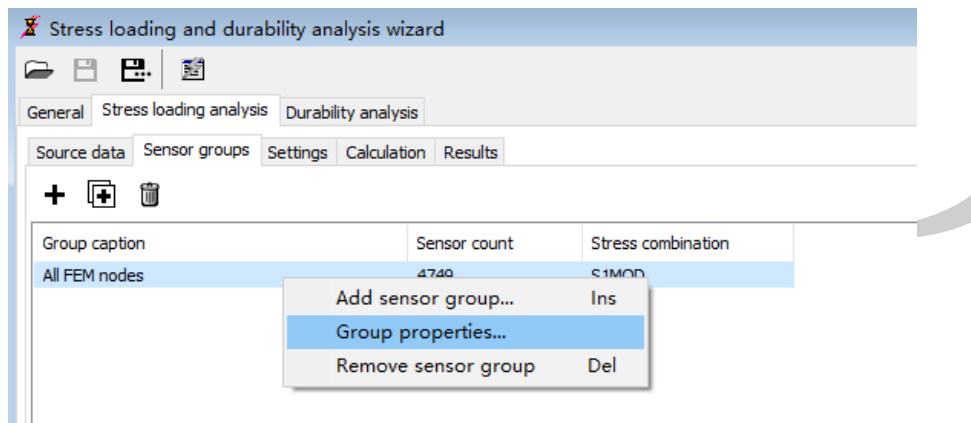 Stress loading and durability analysis wizard
General Stress loading analysis Durability analysis
Source data Sensor groups Settings Calculation Results
Group caption Sensor count Stress combination
All FEM nodes 4749 S1MOD
Add sensor group... Ins
Group properties...
Remove sensor group Del